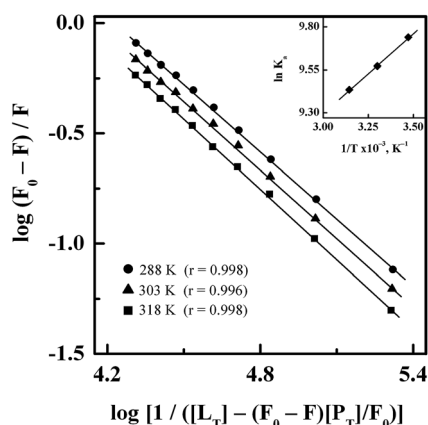 0.0
-0.5
-1.0
-1.5
log (F₀ – F) / F
4.2
4.8
5.4
log [1 / ([L_T] – (F₀ – F)[P_T]/F₀)]
288 K (r = 0.998)
303 K (r = 0.996)
318 K (r = 0.998)
9.80
9.55
9.30
ln Kₐ
3.00
3.25
3.50
1/T x10⁻³, K⁻¹